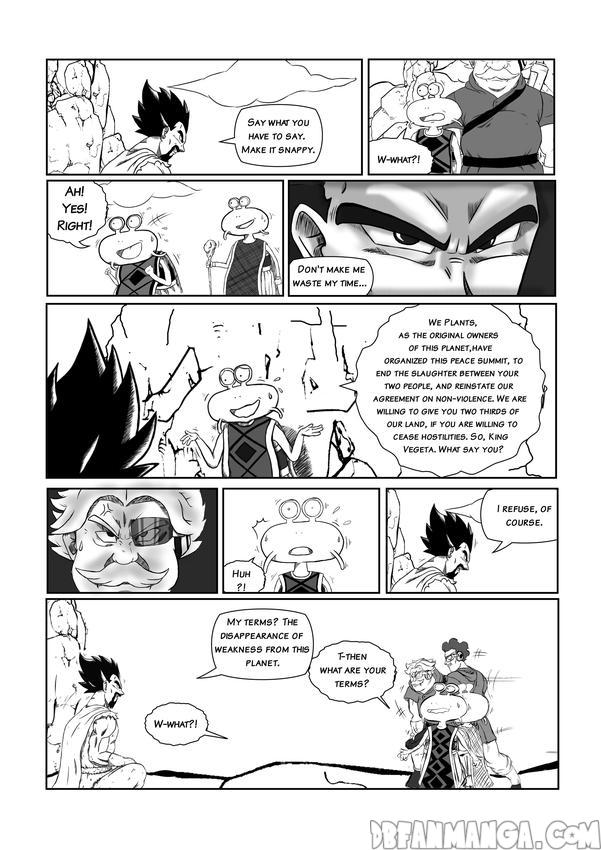 W-what?!
Say what you
have to say.
Make it snappy.
Don't make me
waste my time...
Ah!
Yes!
Right!
We Plants,
as the original owners
of this planet,have
organized this peace summit, to
end the slaughter between your
two people, and reinstate our
agreement on non-violence. We are
willing to give you two thirds of
our land, if you are willing to
cease hostilities. So, King
Vegeta. What say you?
I refuse, of
course.
Huh
?!
T-then
what are your
terms?
My terms? The
disappearance of
weakness from this
planet.
W-what?!
DBFANMANGA.COM